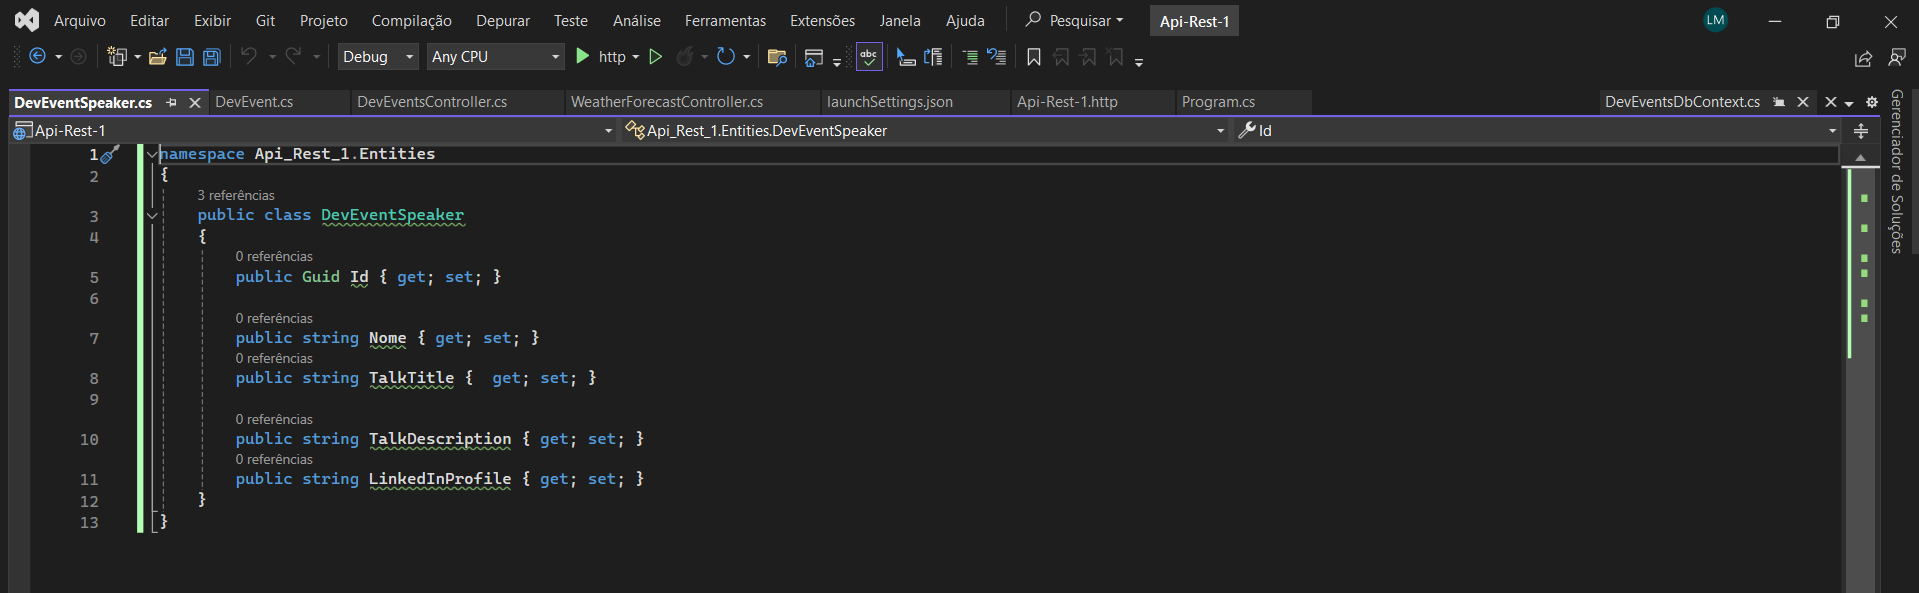 Arquivo Editar Exibir Git Projeto Compilação Depurar Teste Análise Ferramentas Extensões Janela Ajuda Pesquisar Api-Rest-1 LM
Debug Any CPU http abc
DevEventSpeaker.cs DevEvent.cs DevEventsController.cs WeatherForecastController.cs launchSettings.json Api-Rest-1.http Program.cs DevEventsDbContext.cs
Api-Rest-1 Api_Rest_1.Entities.DevEventSpeaker Id
Gerenciador de Soluções
1 namespace Api_Rest_1.Entities
2 {
3 referências
3 public class DevEventSpeaker
4 {
0 referências
5 public Guid Id { get; set; }
6
0 referências
7 public string Nome { get; set; }
0 referências
8 public string TalkTitle {  get; set; }
9
0 referências
10 public string TalkDescription { get; set; }
0 referências
11 public string LinkedInProfile { get; set; }
12 }
13 }